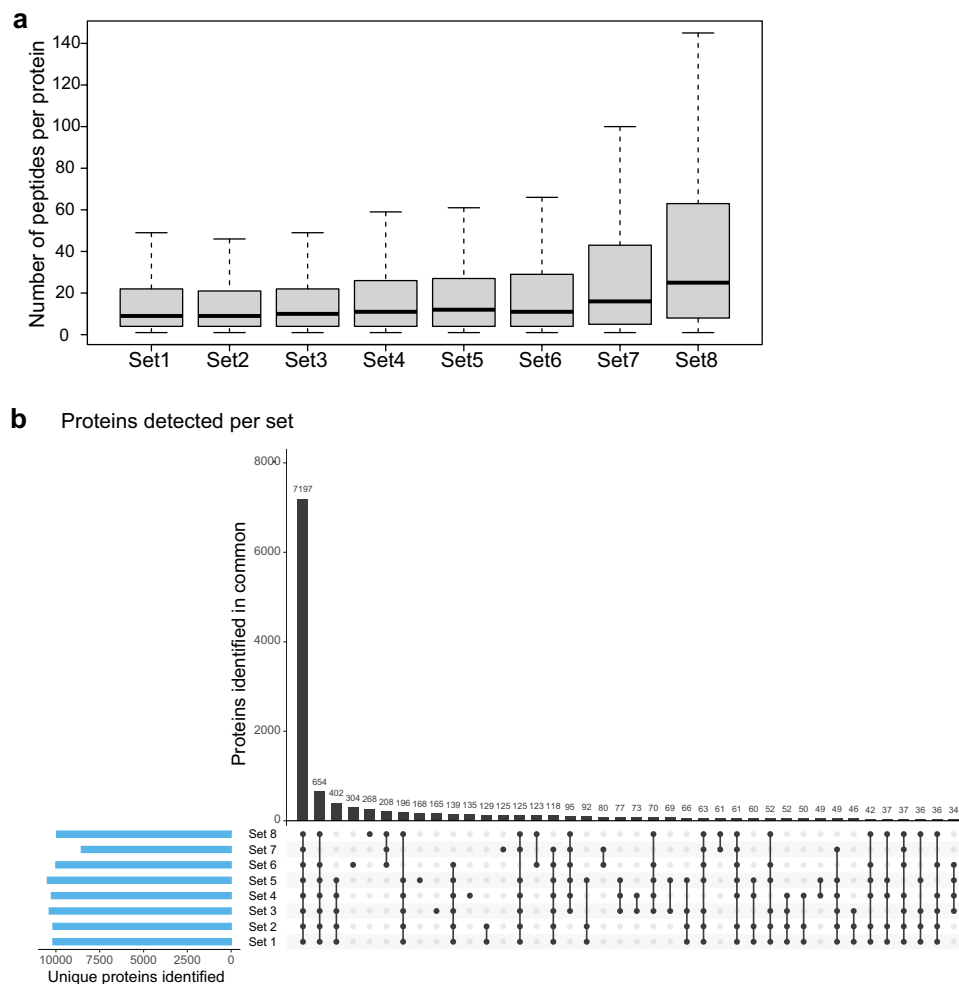 a
Number of peptides per protein
140
120
100
80
60
40
20
0
Set1 Set2 Set3 Set4 Set5 Set6 Set7 Set8
b Proteins detected per set
Proteins identified in common
8000
6000
4000
2000
0
7197 654 402 304 268 208 196 168 165 139 135 129 125 125 123 118 95 92 80 77 73 70 69 66 63 61 61 60 52 52 50 49 49 46 42 37 37 36 36 34
Set 8
Set 7
Set 6
Set 5
Set 4
Set 3
Set 2
Set 1
10000 7500 5000 2500 0
Unique proteins identified